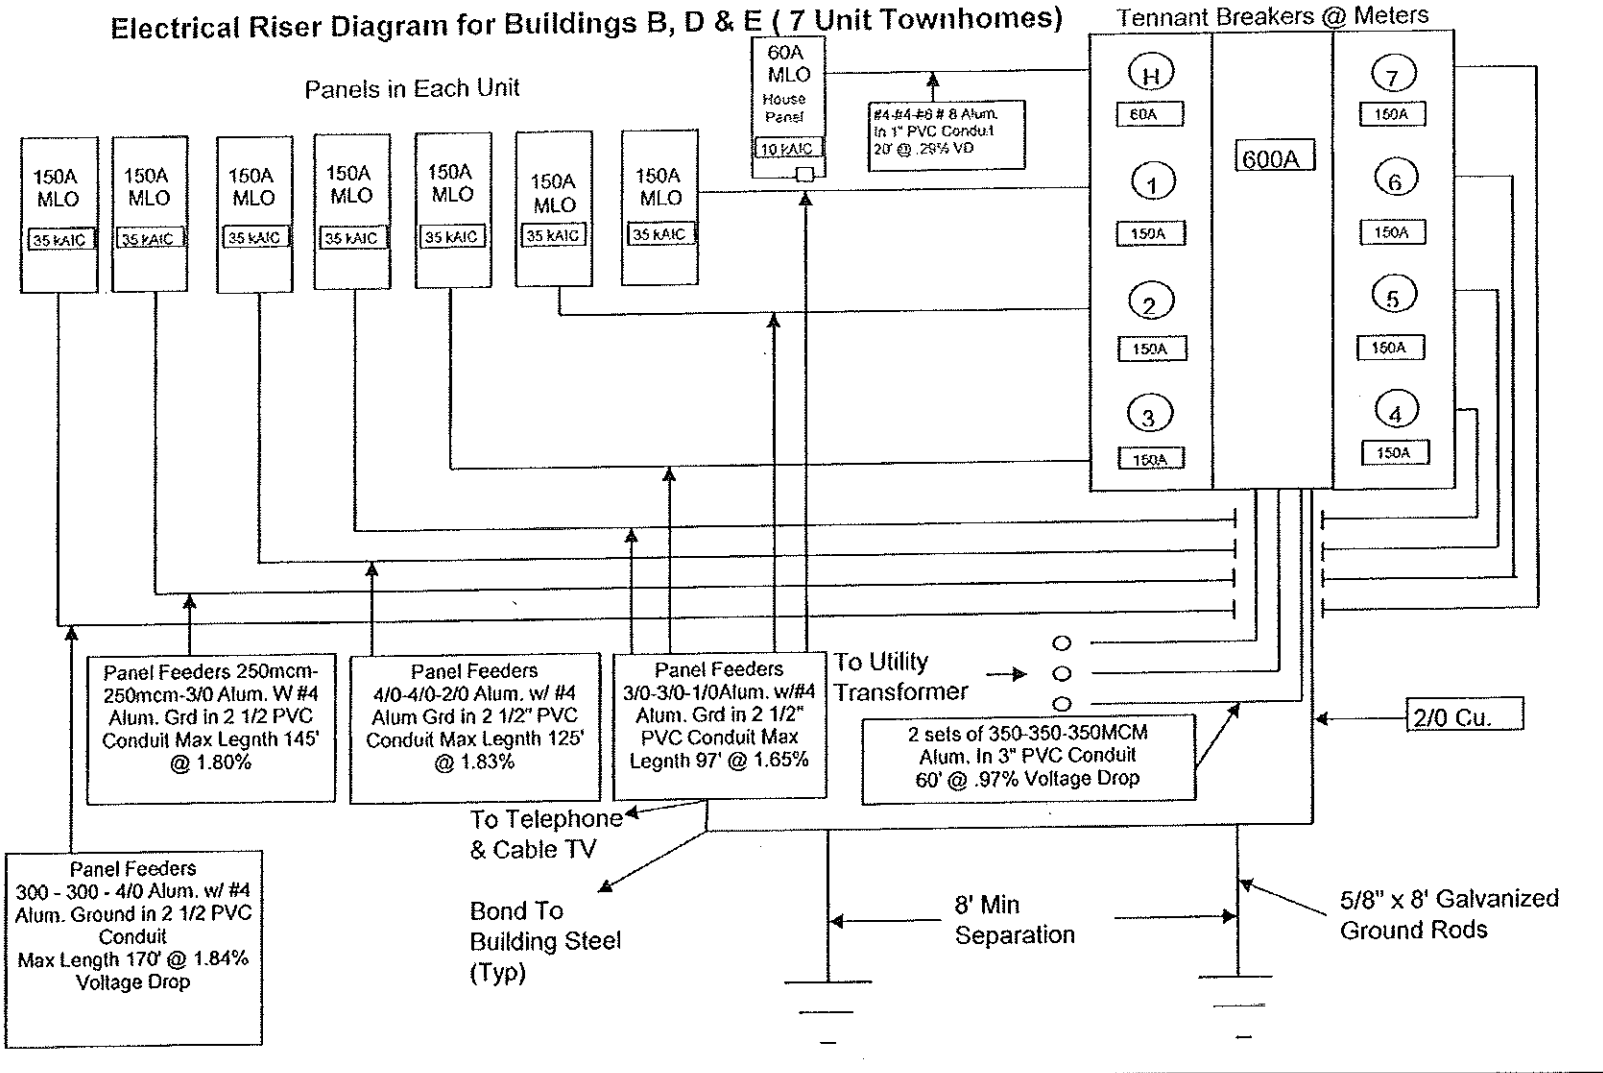 Electrical Riser Diagram for Buildings B, D & E ( 7 Unit Townhomes)
Tennant Breakers @ Meters
Panels in Each Unit
150A
MLO
35 kAIC
150A
MLO
35 kAIC
150A
MLO
35 kAIC
150A
MLO
35 kAIC
150A
MLO
35 kAIC
150A
MLO
35 kAIC
150A
MLO
35 kAIC
60A
MLO
House
Panel
10 kAIC
#4-#4-#6 # 8 Alum.
In 1" PVC Conduit
20' @ .29% VD
H
60A
1
150A
2
150A
3
150A
600A
7
150A
6
150A
5
150A
4
150A
Panel Feeders 250mcm-
250mcm-3/0 Alum. W #4
Alum. Grd in 2 1/2 PVC
Conduit Max Legnth 145'
@ 1.80%
Panel Feeders
4/0-4/0-2/0 Alum. w/ #4
Alum Grd in 2 1/2" PVC
Conduit Max Legnth 125'
@ 1.83%
Panel Feeders
3/0-3/0-1/0Alum. w/#4
Alum. Grd in 2 1/2"
PVC Conduit Max
Legnth 97' @ 1.65%
To Utility
Transformer
2 sets of 350-350-350MCM
Alum. In 3" PVC Conduit
60' @ .97% Voltage Drop
2/0 Cu.
To Telephone
& Cable TV
Panel Feeders
300 - 300 - 4/0 Alum. w/ #4
Alum. Ground in 2 1/2 PVC
Conduit
Max Length 170' @ 1.84%
Voltage Drop
Bond To
Building Steel
(Typ)
8' Min
Separation
5/8" x 8' Galvanized
Ground Rods